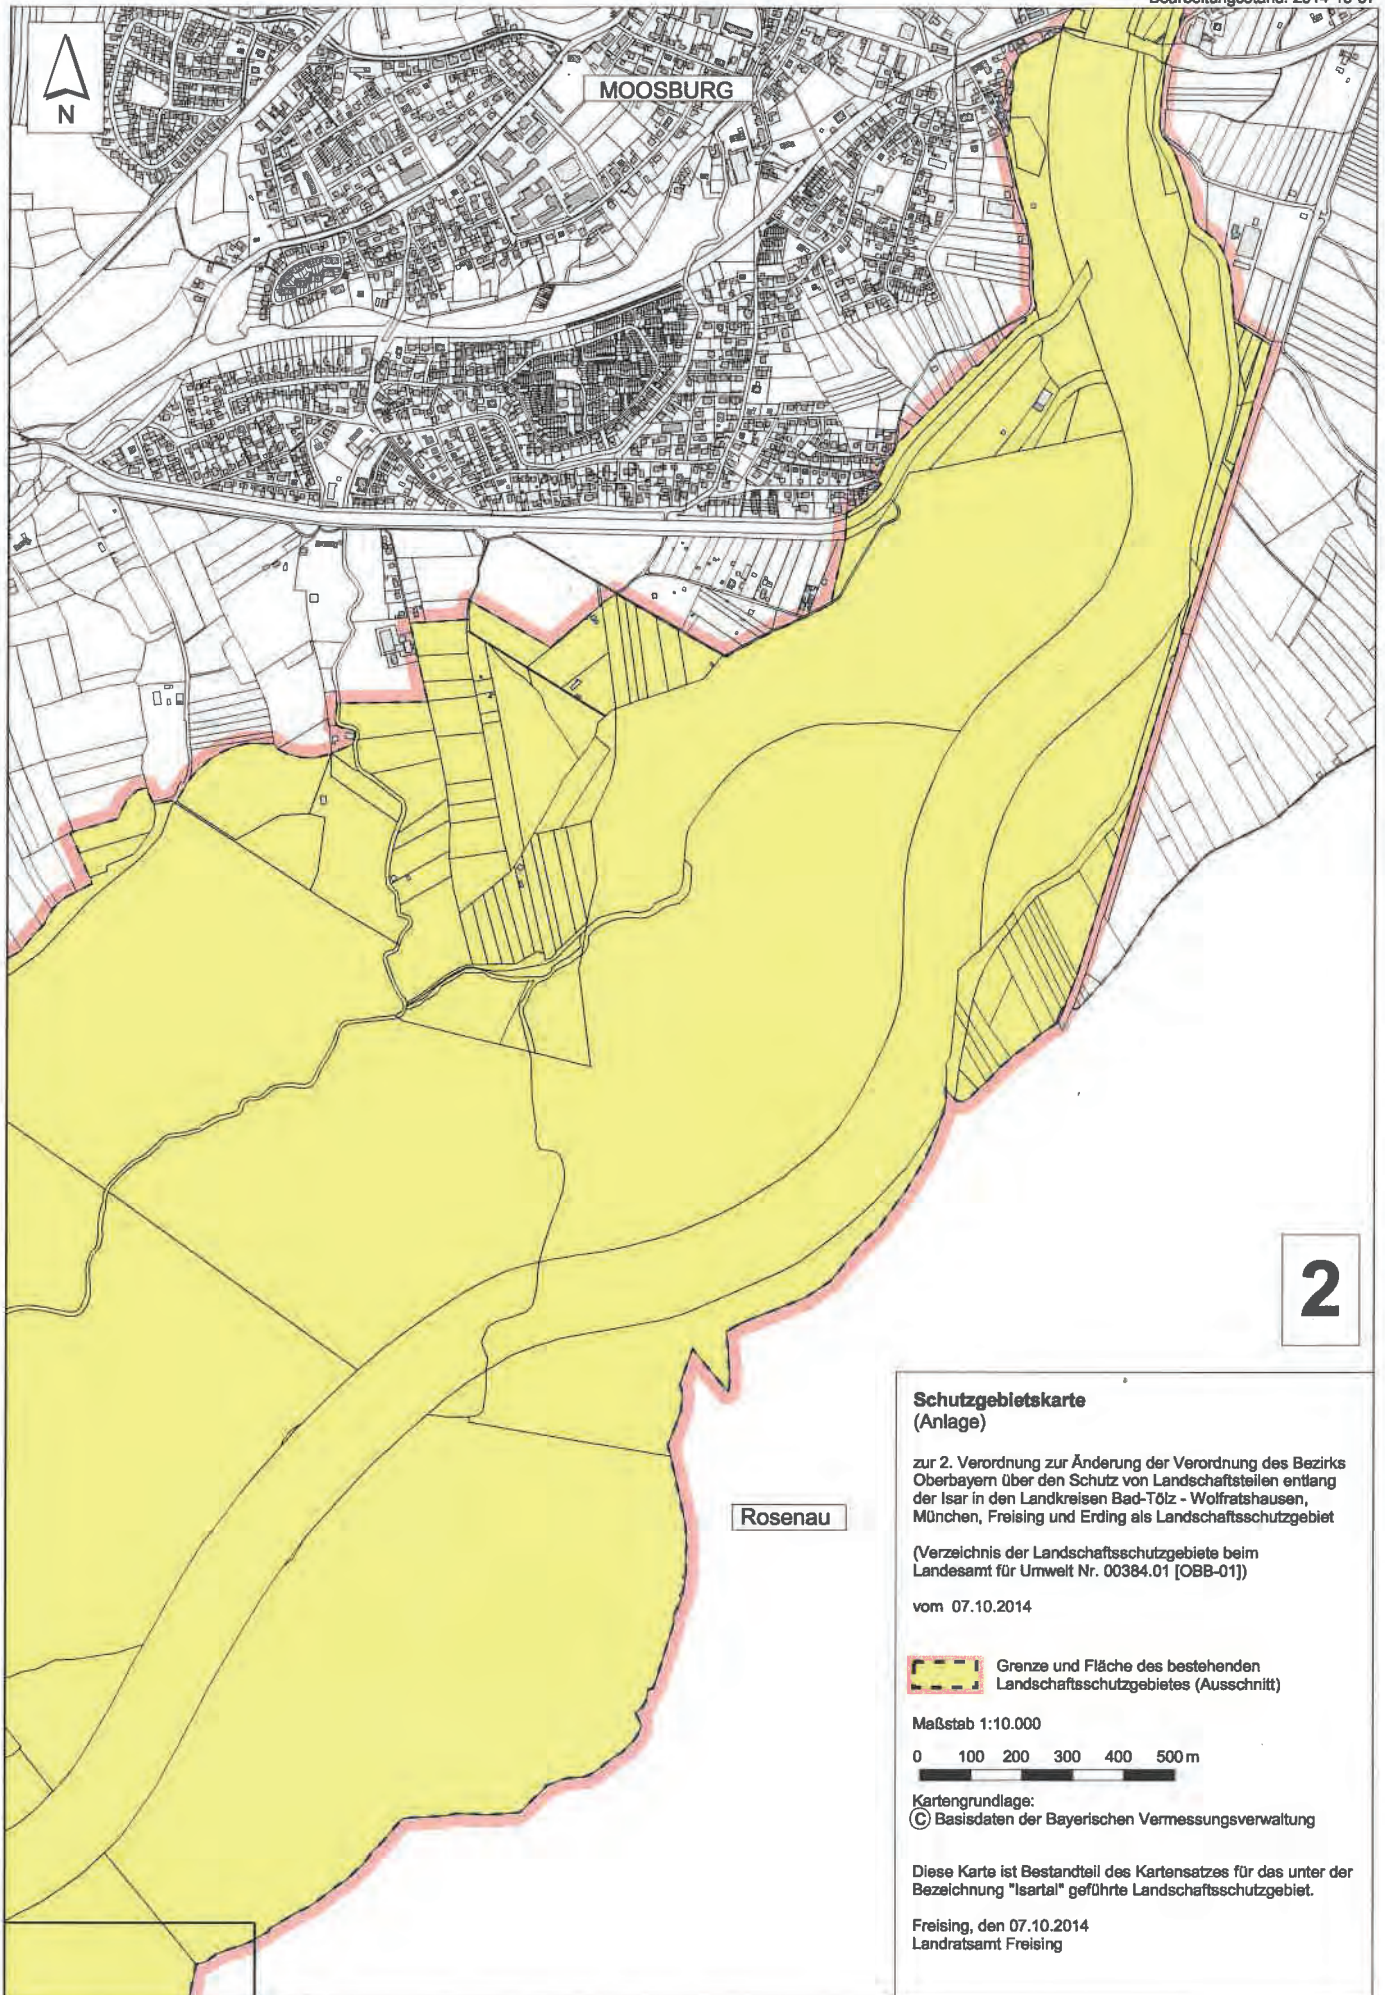 N
MOOSBURG
2
Rosenau
Schutzgebietskarte
(Anlage)
zur 2. Verordnung zur Änderung der Verordnung des Bezirks
Oberbayern über den Schutz von Landschaftsteilen entlang
der Isar in den Landkreisen Bad-Tölz - Wolfratshausen,
München, Freising und Erding als Landschaftsschutzgebiet
(Verzeichnis der Landschaftsschutzgebiete beim
Landesamt für Umwelt Nr. 00384.01 [OBB-01])
vom 07.10.2014
Grenze und Fläche des bestehenden
Landschaftsschutzgebietes (Ausschnitt)
Maßstab 1:10.000
0 100 200 300 400 500 m
Kartengrundlage:
© Basisdaten der Bayerischen Vermessungsverwaltung
Diese Karte ist Bestandteil des Kartensatzes für das unter der
Bezeichnung "Isartal" geführte Landschaftsschutzgebiet.
Freising, den 07.10.2014
Landratsamt Freising